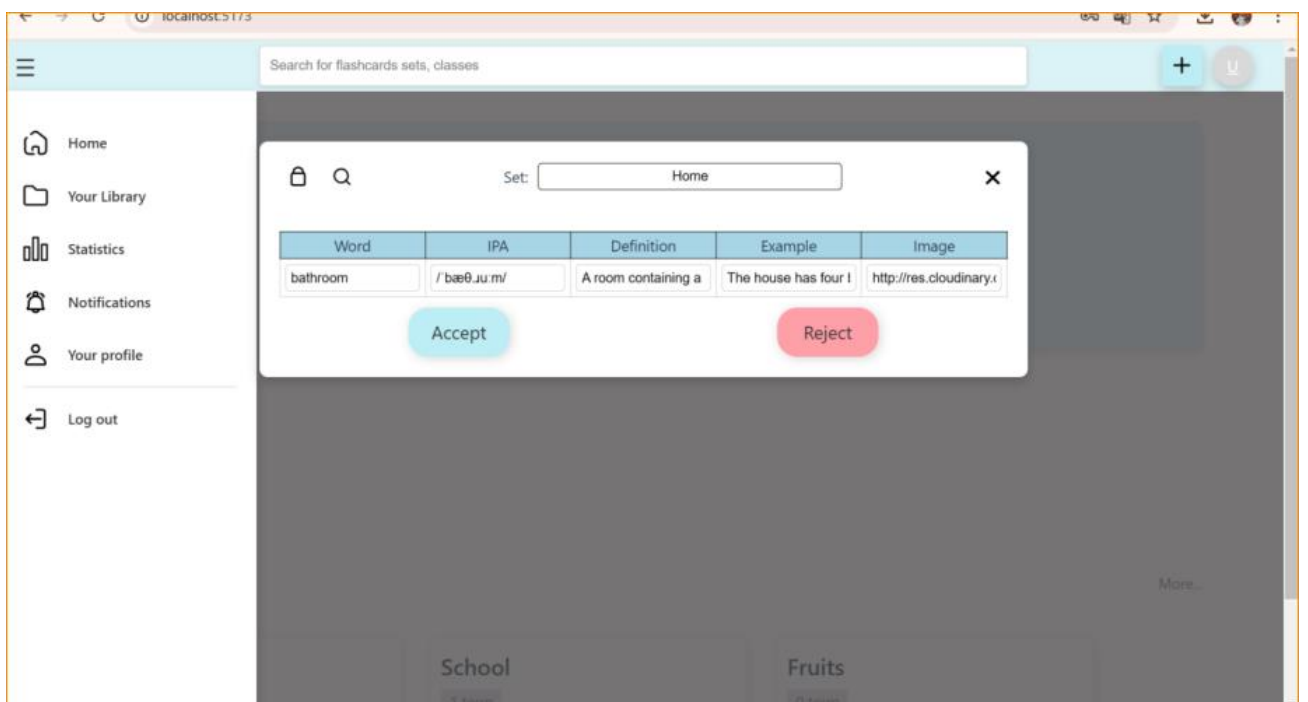 localhost:5173
Search for flashcards sets, classes
+
U
Home
Your Library
Statistics
Notifications
Your profile
Log out
Set: Home
Word IPA Definition Example Image
bathroom /ˈbæθ.ɹuːm/ A room containing a The house has four http://res.cloudinary.
Accept Reject
More...
School Fruits